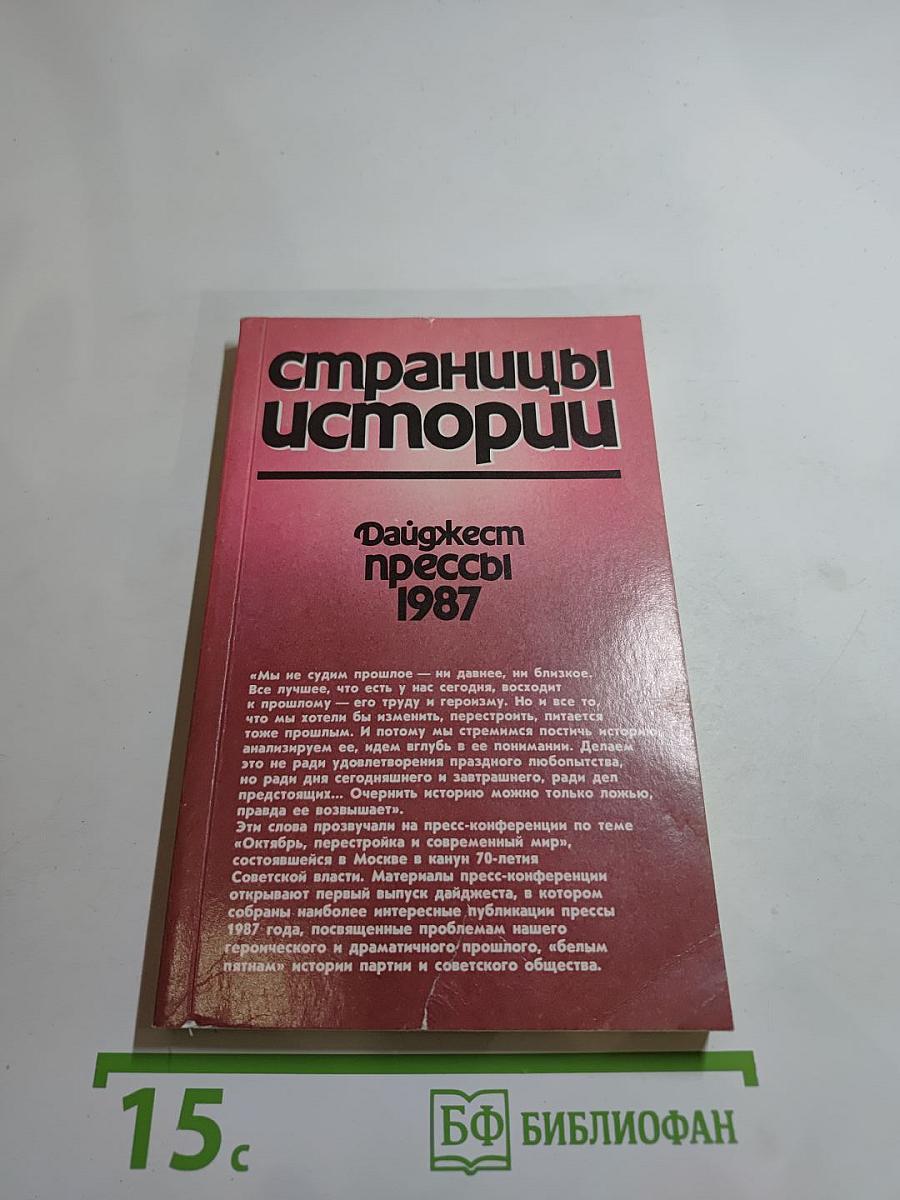 страницы
истории
Дайджест
прессы
1987
«Мы не судим прошлое — ни давнее, ни близкое.
Все лучшее, что есть у нас сегодня, восходит
к прошлому — его труду и героизму. Но и все то,
что мы хотели бы изменить, перестроить, питается
тоже прошлым. И потому мы стремимся постичь историю,
анализируем ее, идем вглубь в ее понимании. Делаем
это не ради удовлетворения праздного любопытства,
но ради дня сегодняшнего и завтрашнего, ради дел
предстоящих... Очернить историю можно только ложью,
правда ее возвышает».
Эти слова прозвучали на пресс-конференции по теме
«Октябрь, перестройка и современный мир»,
состоявшейся в Москве в канун 70-летия
Советской власти. Материалы пресс-конференции
открывают первый выпуск дайджеста, в котором
собраны наиболее интересные публикации прессы
1987 года, посвященные проблемам нашего
героического и драматичного прошлого, «белым
пятнам» истории партии и советского общества.
15 с
БФ БИБЛИОФАН